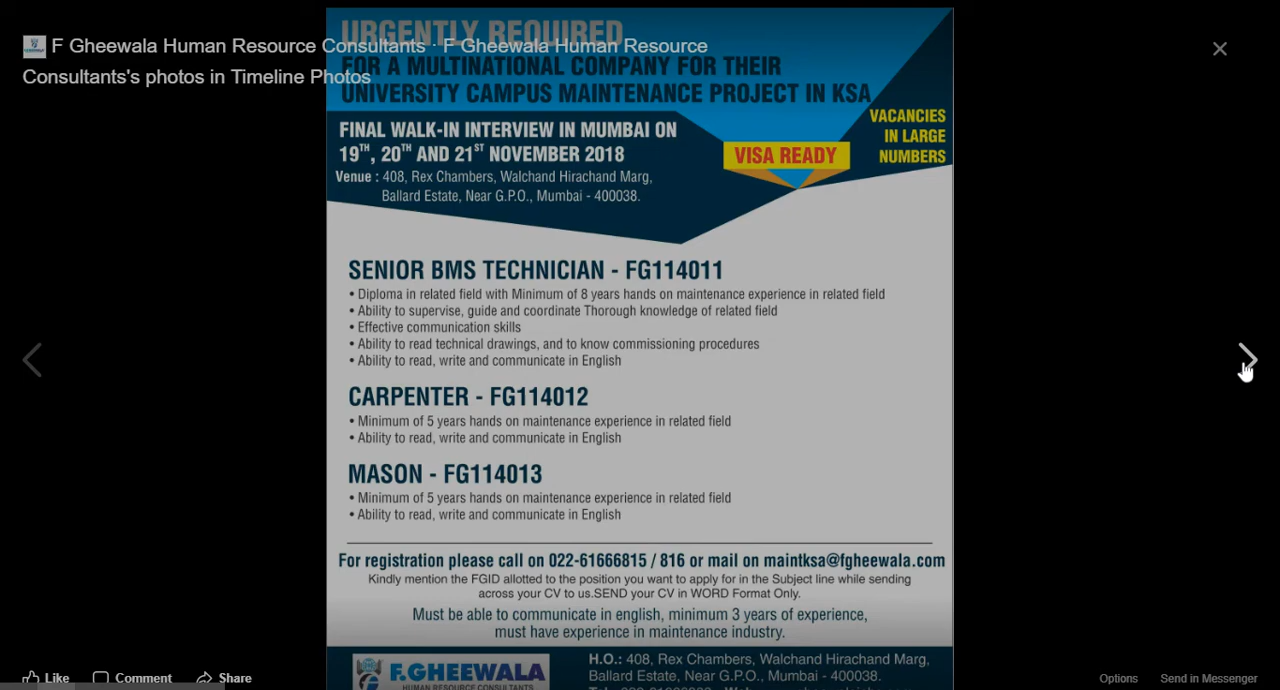 URGENTLY REQUIRED
F Gheewala Human Resource Consultants · F Gheewala Human Resource
Consultants's photos in Timeline Photos
FOR A MULTINATIONAL COMPANY FOR THEIR
UNIVERSITY CAMPUS MAINTENANCE PROJECT IN KSA
VACANCIES
IN LARGE
NUMBERS
FINAL WALK-IN INTERVIEW IN MUMBAI ON
19TH, 20TH AND 21ST NOVEMBER 2018
VISA READY
Venue : 408, Rex Chambers, Walchand Hirachand Marg,
Ballard Estate, Near G.P.O., Mumbai - 400038.
SENIOR BMS TECHNICIAN - FG114011
• Diploma in related field with Minimum of 8 years hands on maintenance experience in related field
• Ability to supervise, guide and coordinate Thorough knowledge of related field
• Effective communication skills
• Ability to read technical drawings, and to know commissioning procedures
• Ability to read, write and communicate in English
CARPENTER - FG114012
• Minimum of 5 years hands on maintenance experience in related field
• Ability to read, write and communicate in English
MASON - FG114013
• Minimum of 5 years hands on maintenance experience in related field
• Ability to read, write and communicate in English
For registration please call on 022-61666815 / 816 or mail on maintksa@fgheewala.com
Kindly mention the FGID allotted to the position you want to apply for in the Subject line while sending
across your CV to us.SEND your CV in WORD Format Only.
Must be able to communicate in english, minimum 3 years of experience,
must have experience in maintenance industry.
F.GHEEWALA
HUMAN RESOURCE CONSULTANTS
H.O.: 408, Rex Chambers, Walchand Hirachand Marg,
Ballard Estate, Near G.P.O., Mumbai - 400038.
Like Comment Share
Options Send in Messenger